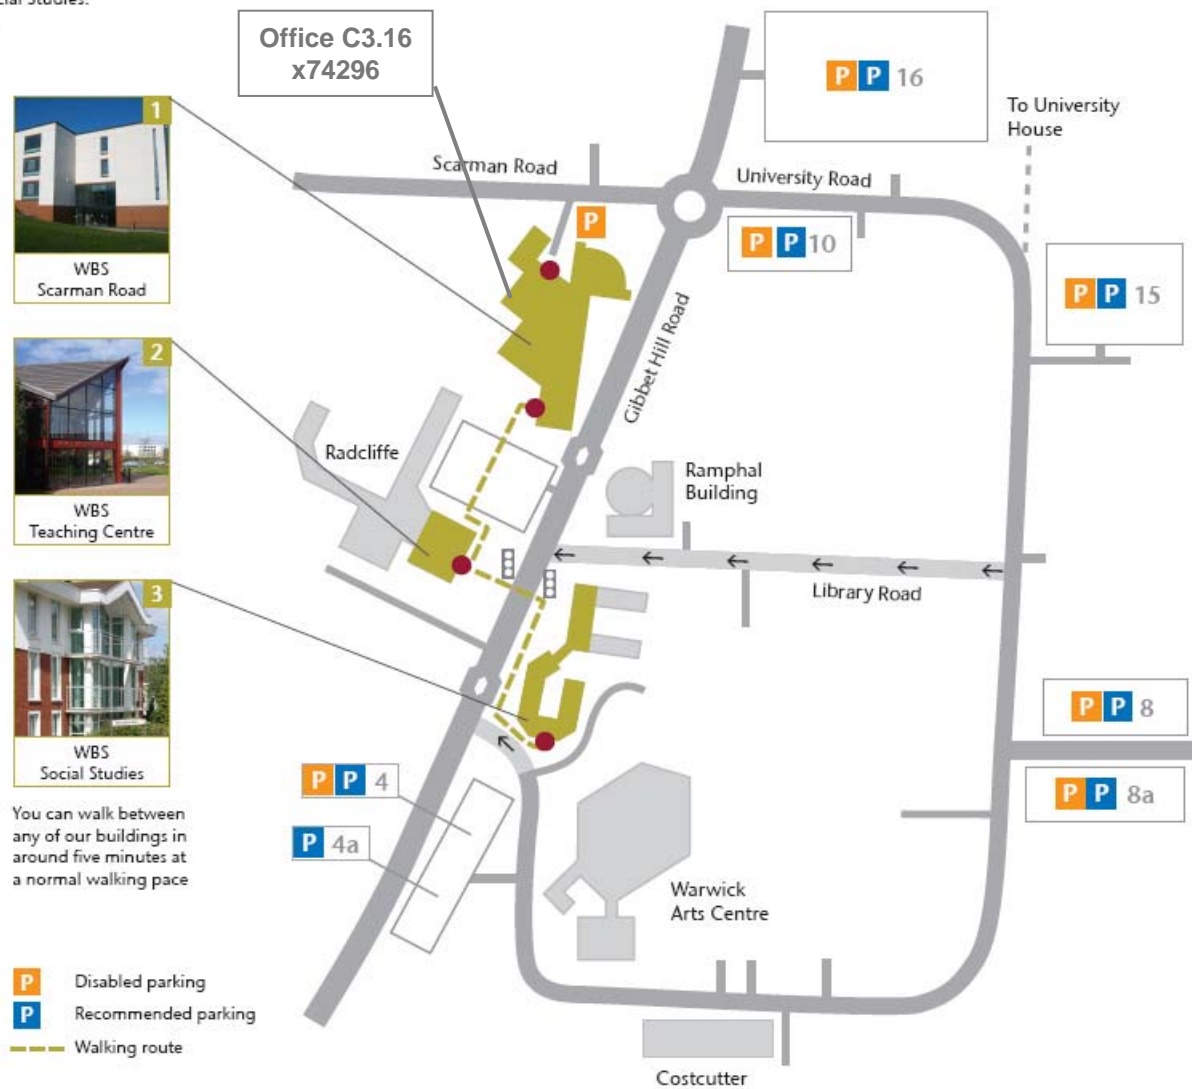 cial Studies.
Office C3.16
x74296
P P 16
To University
House
1
Scarman Road
University Road
P
P P 10
WBS
Scarman Road
P P 15
2
Gibbet Hill Road
Radcliffe
Ramphal
Building
WBS
Teaching Centre
Library Road
3
P P 8
WBS
Social Studies
P P 4
P P 8a
You can walk between
any of our buildings in
around five minutes at
a normal walking pace
P 4a
Warwick
Arts Centre
P Disabled parking
P Recommended parking
Walking route
Costcutter